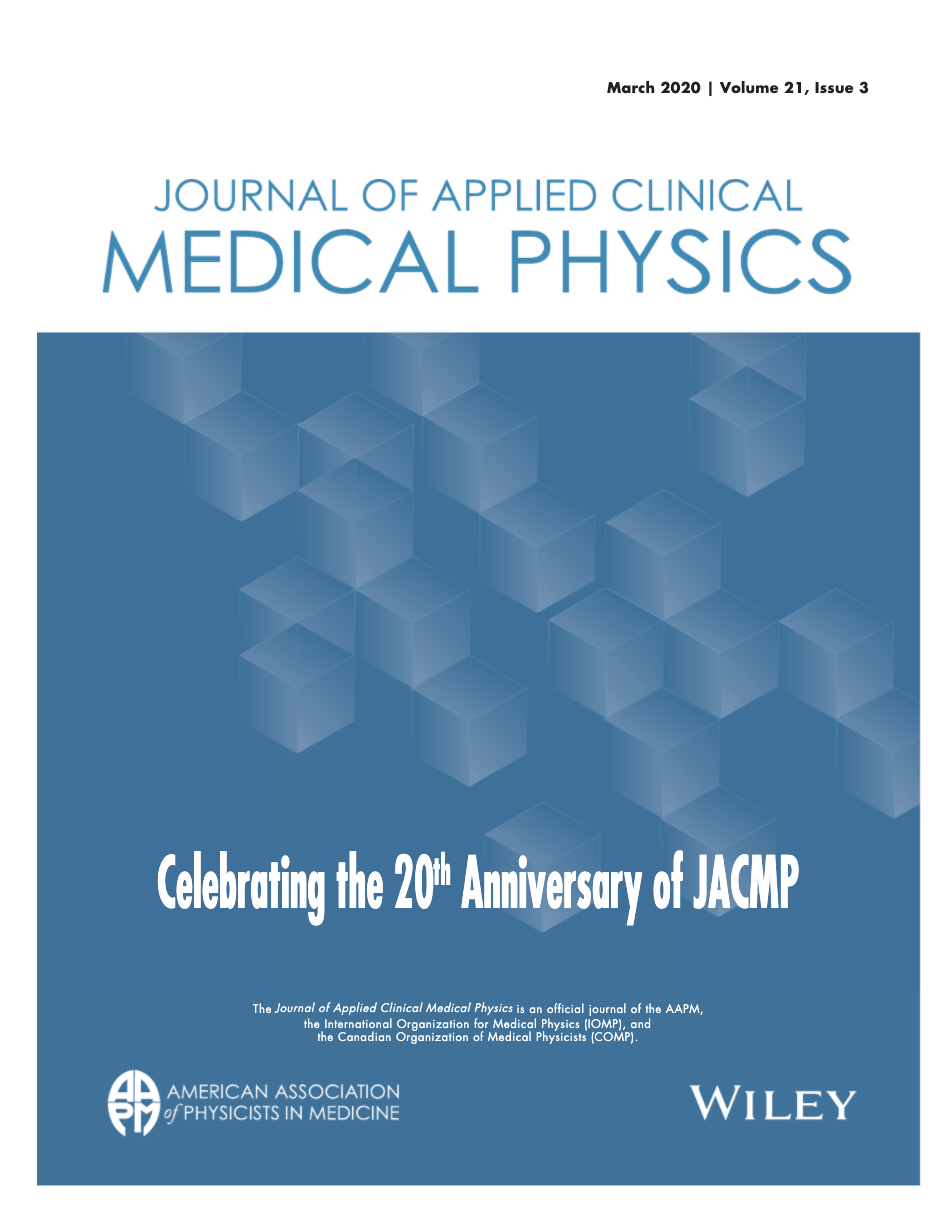 March 2020 | Volume 21, Issue 3
JOURNAL OF APPLIED CLINICAL
MEDICAL PHYSICS
Celebrating the 20th Anniversary of JACMP
The Journal of Applied Clinical Medical Physics is an official journal of the AAPM,
the International Organization for Medical Physics (IOMP), and
the Canadian Organization of Medical Physicists (COMP).
AAPM
AMERICAN ASSOCIATION
of PHYSICISTS IN MEDICINE
WILEY